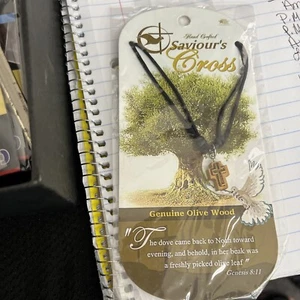 Hand Crafted
Saviour's
Cross
Genuine Olive Wood
"The dove came back to Noah toward
evening, and behold, in her beak was
a freshly picked olive leaf"
Genesis 8:11